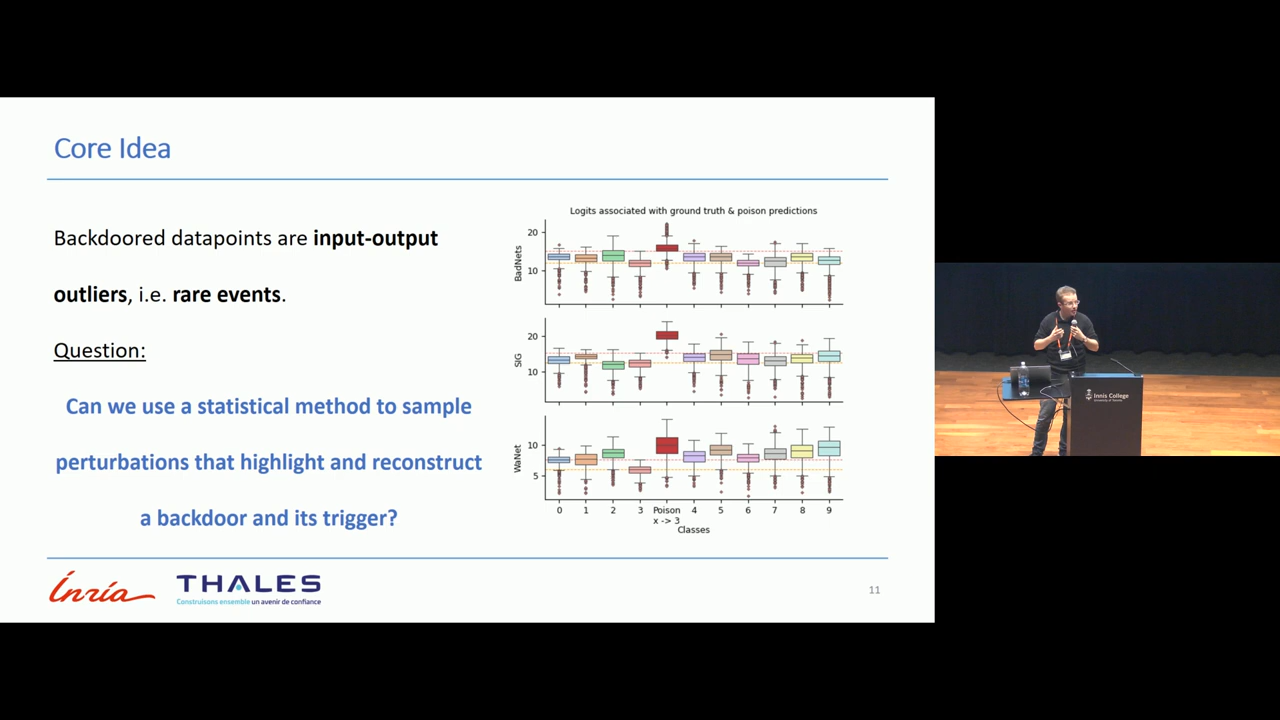 Core Idea
Backdoored datapoints are input-output
outliers, i.e. rare events.
Question:
Can we use a statistical method to sample
perturbations that highlight and reconstruct
a backdoor and its trigger?
Logits associated with ground truth & poison predictions
BadNets
20
10
SIG
20
10
WaNet
10
5
0 1 2 3 Poison 4 5 6 7 8 9
x -> 3
Classes
Inria
THALES
Construisons ensemble un avenir de confiance
11
Innis College
University of Toronto